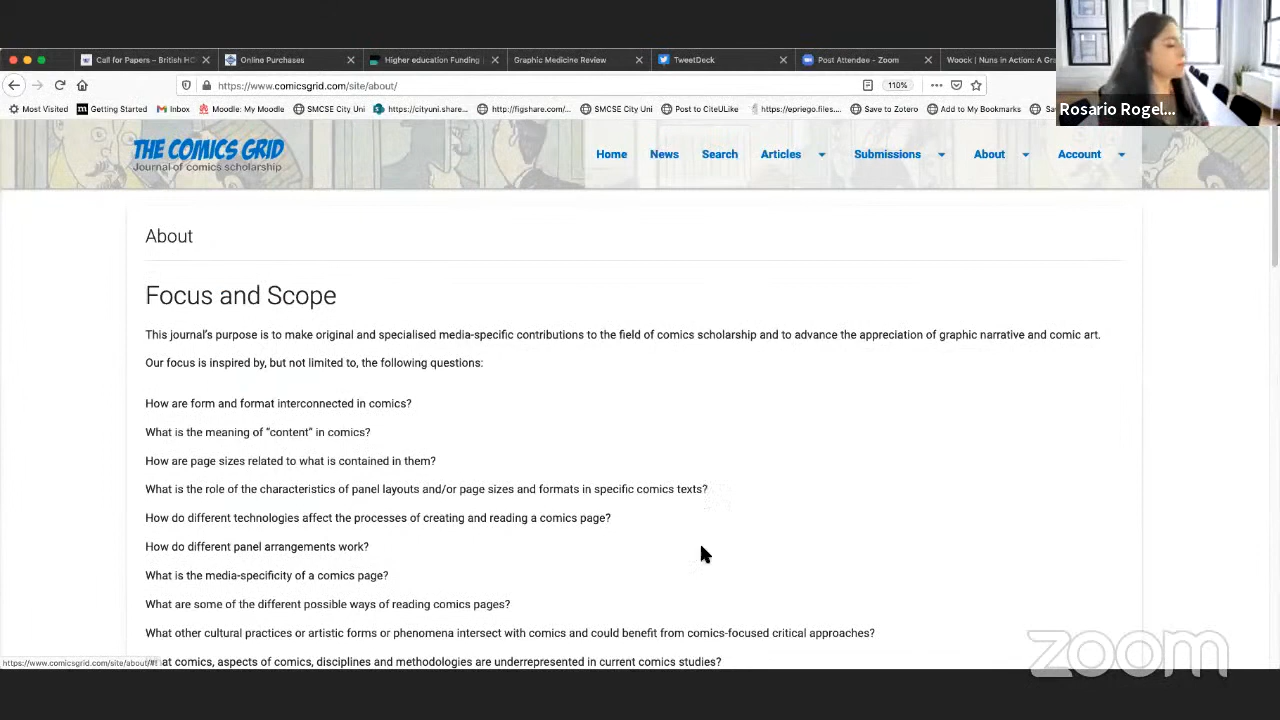 Call for Papers – British HC
Online Purchases
Higher education Funding
Graphic Medicine Review
TweetDeck
Post Attendee - Zoom
Woock | Nuns in Action: A Gra
https://www.comicsgrid.com/site/about/
110%
Most Visited
Getting Started
Inbox
Moodle: My Moodle
SMCSE City Uni
https://cityuni.share...
http://figshare.com/...
SMCSE City Uni
Post to CiteULike
https://epriego.files....
Save to Zotero
Add to My Bookmarks
Sa
Rosario Rogel...
THE COMICS GRID
Journal of comics scholarship
Home
News
Search
Articles
Submissions
About
Account
About
Focus and Scope
This journal's purpose is to make original and specialised media-specific contributions to the field of comics scholarship and to advance the appreciation of graphic narrative and comic art.
Our focus is inspired by, but not limited to, the following questions:
How are form and format interconnected in comics?
What is the meaning of “content” in comics?
How are page sizes related to what is contained in them?
What is the role of the characteristics of panel layouts and/or page sizes and formats in specific comics texts?
How do different technologies affect the processes of creating and reading a comics page?
How do different panel arrangements work?
What is the media-specificity of a comics page?
What are some of the different possible ways of reading comics pages?
What other cultural practices or artistic forms or phenomena intersect with comics and could benefit from comics-focused critical approaches?
https://www.comicsgrid.com/site/about/#
at comics, aspects of comics, disciplines and methodologies are underrepresented in current comics studies?
zoom